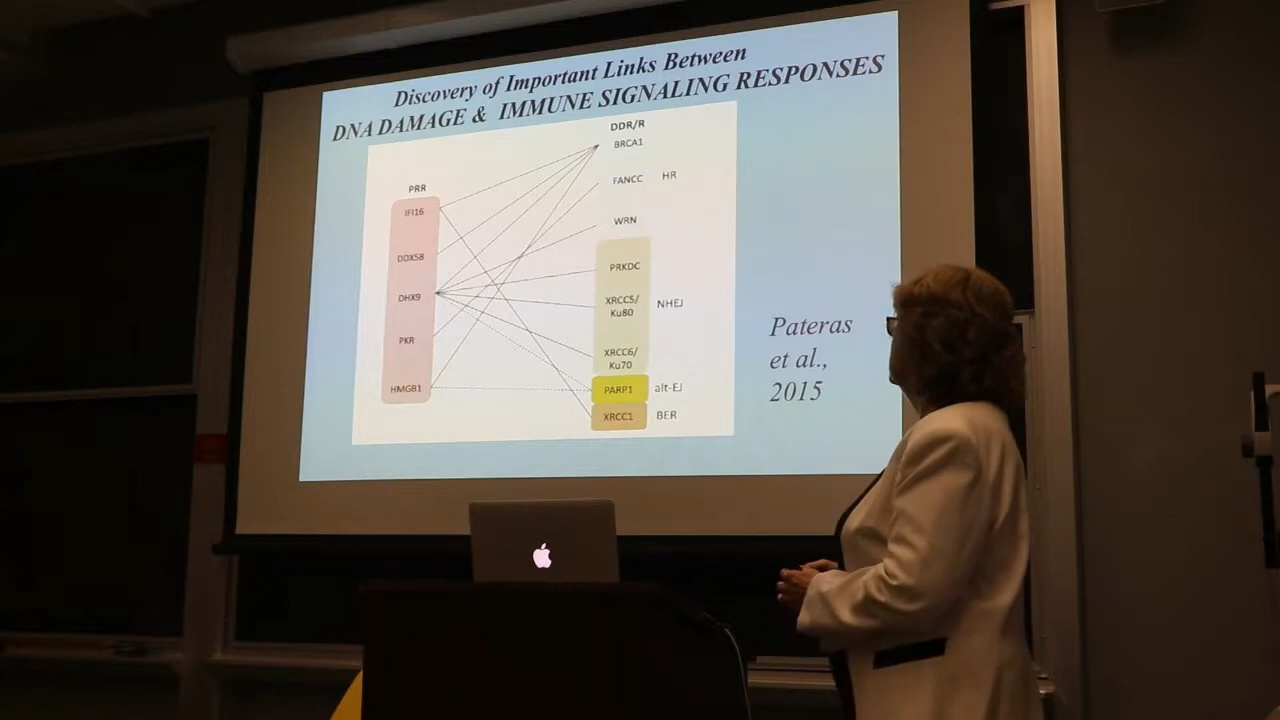 Discovery of Important Links Between
DNA DAMAGE & IMMUNE SIGNALING RESPONSES
PRR
IFI16
DDX58
DHX9
PKR
HMGB1
DDR/R
BRCA1
FANCC
HR
WRN
PRKDC
XRCC5/
Ku80
NHEJ
XRCC6/
Ku70
PARP1
alt-EJ
XRCC1
BER
Pateras
et al.,
2015